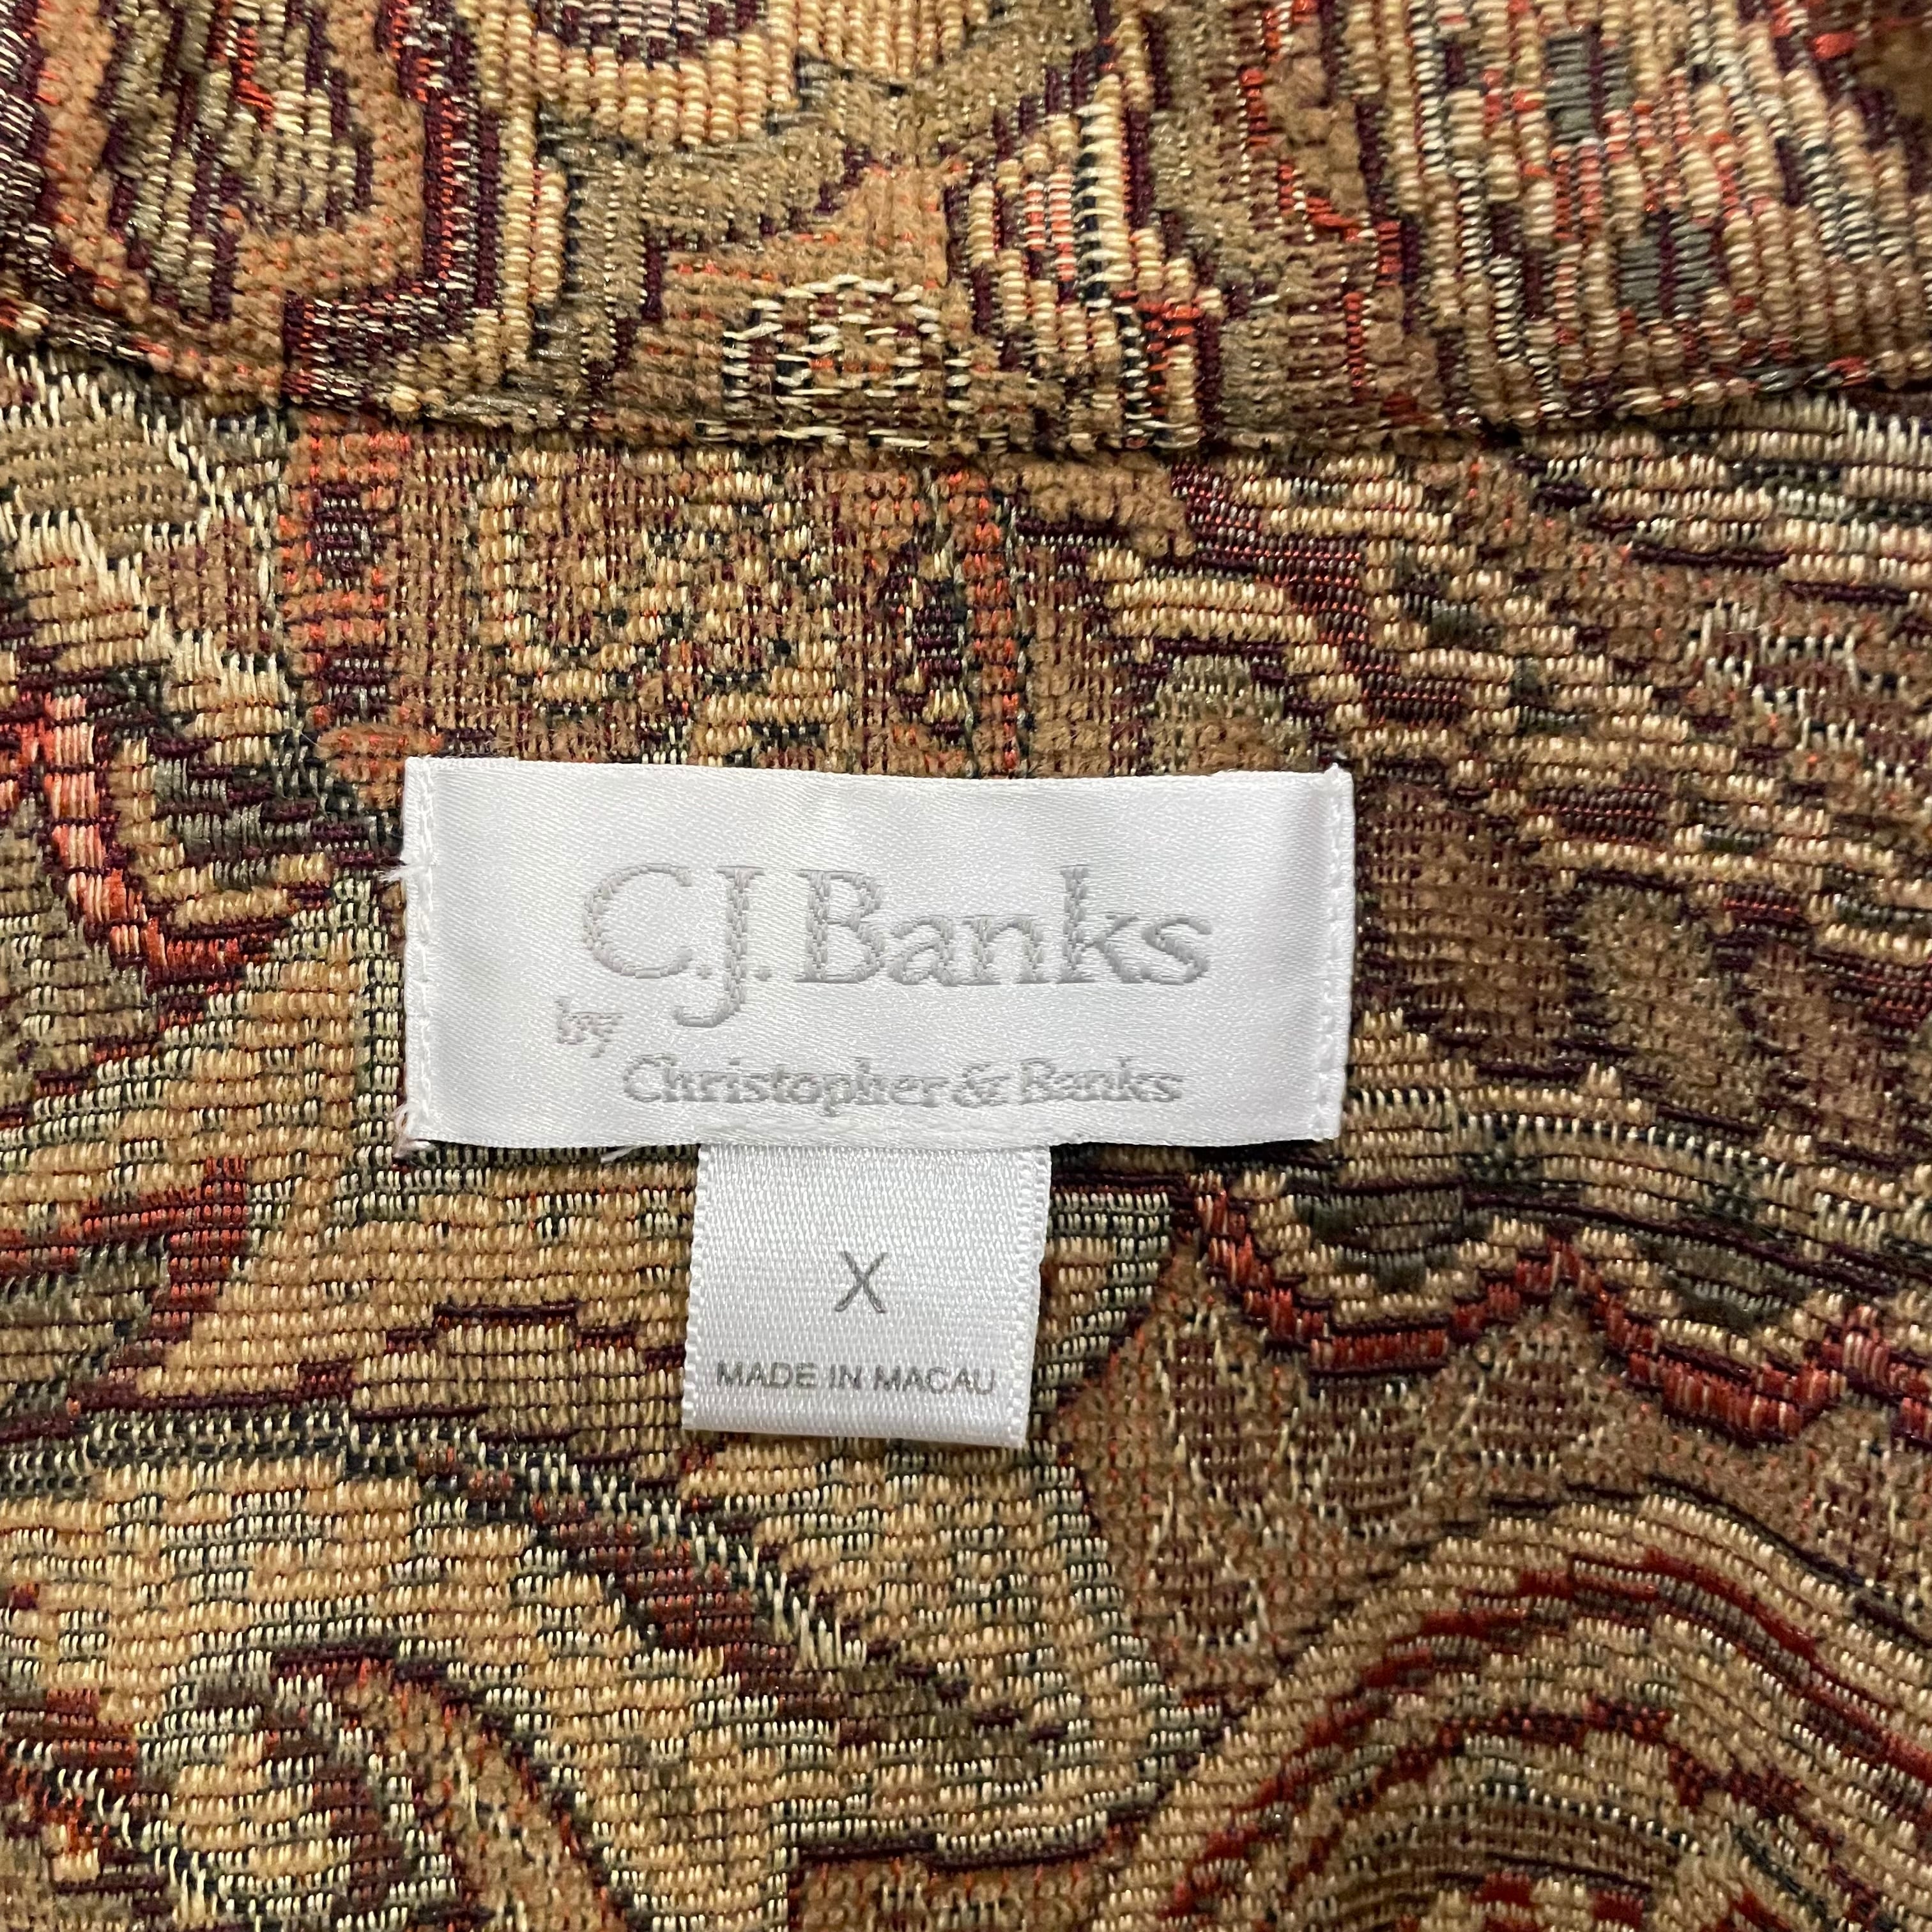 C.J. Banks
by
Christopher & Banks
X
MADE IN MACAU